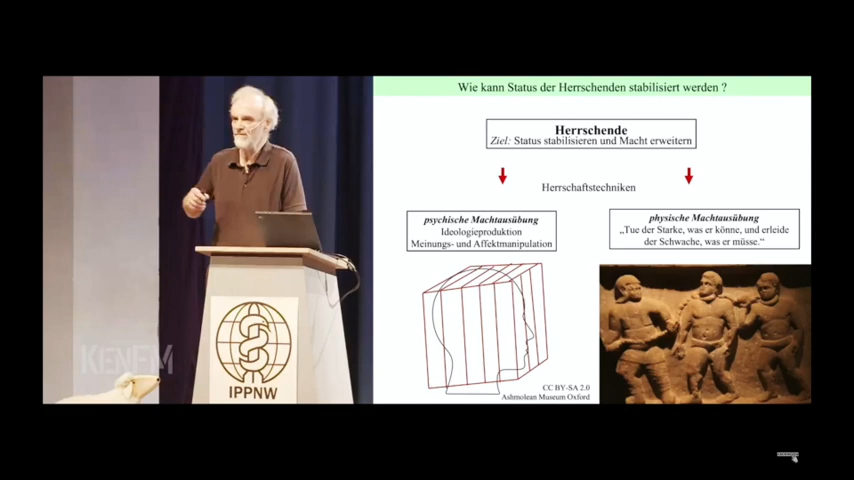 Wie kann Status der Herrschenden stabilisiert werden ?
Herrschende
Ziel: Status stabilisieren und Macht erweitern
Herrschaftstechniken
psychische Machtausübung
Ideologieproduktion
Meinungs- und Affektmanipulation
physische Machtausübung
„Tue der Starke, was er könne, und erleide
der Schwache, was er müsse.“
CC BY-SA 2.0
Ashmolean Museum Oxford
KENFM
IPPNW